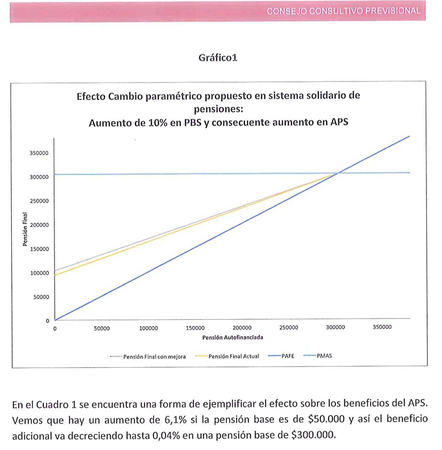 CONSEJO CONSULTIVO PREVISIONAL
Gráfico1
Efecto Cambio paramétrico propuesto en sistema solidario de
pensiones:
Aumento de 10% en PBS y consecuente aumento en APS
350000
300000
250000
200000
150000
100000
50000
0
Pensión Final
0 50000 100000 150000 200000 250000 300000 350000
Pensión Autofinanciada
Pensión Final con mejora Pensión Final Actual PAFE PMAS
En el Cuadro 1 se encuentra una forma de ejemplificar el efecto sobre los beneficios del APS.
Vemos que hay un aumento de 6,1% si la pensión base es de $50.000 y así el beneficio
adicional va decreciendo hasta 0,04% en una pensión base de $300.000.